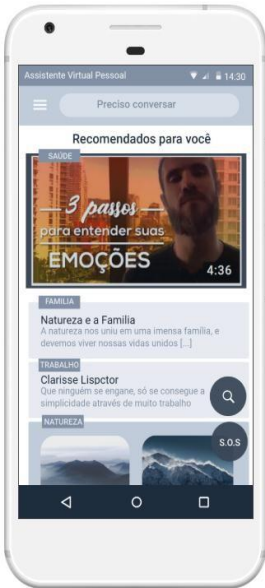 Assistente Virtual Pessoal 14:30
Preciso conversar
Recomendados para você
SAÚDE
3 passos
para entender suas
EMOÇÕES
4:36
FAMILIA
Natureza e a Familia
A natureza nos uniu em uma imensa família, e
devemos viver nossas vidas unidos [...]
TRABALHO
Clarisse Lispctor
Que ninguém se engane, só se consegue a
simplicidade através de muito trabalho
NATUREZA
S.O.S